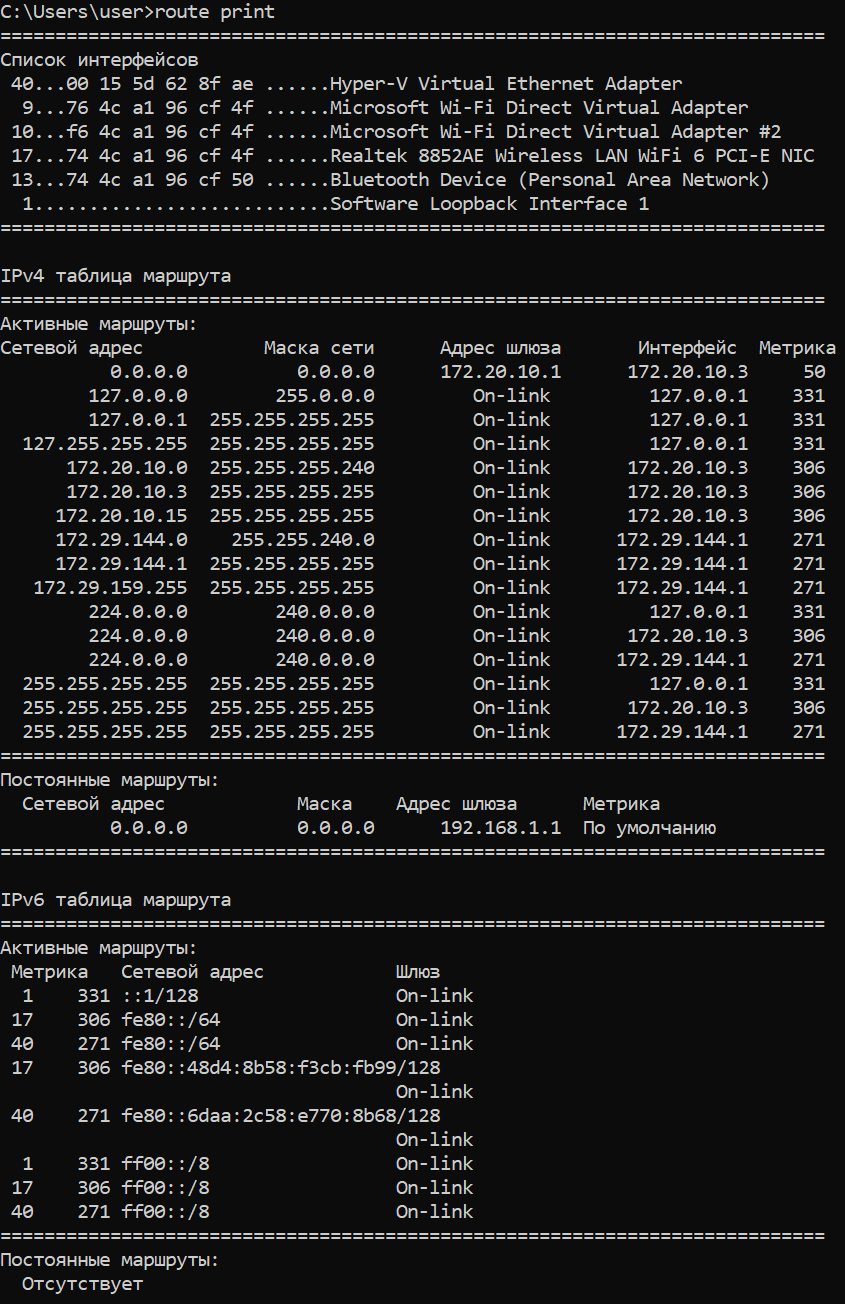 C:\Users\user>route print
===========================================================================
Список интерфейсов
 40...00 15 5d 62 8f ae ......Hyper-V Virtual Ethernet Adapter
  9...76 4c a1 96 cf 4f ......Microsoft Wi-Fi Direct Virtual Adapter
 10...f6 4c a1 96 cf 4f ......Microsoft Wi-Fi Direct Virtual Adapter #2
 17...74 4c a1 96 cf 4f ......Realtek 8852AE Wireless LAN WiFi 6 PCI-E NIC
 13...74 4c a1 96 cf 50 ......Bluetooth Device (Personal Area Network)
  1...........................Software Loopback Interface 1
===========================================================================

IPv4 таблица маршрута
===========================================================================
Активные маршруты:
Сетевой адрес           Маска сети      Адрес шлюза       Интерфейс  Метрика
          0.0.0.0          0.0.0.0      172.20.10.1      172.20.10.3     50
        127.0.0.0        255.0.0.0         On-link         127.0.0.1    331
        127.0.0.1  255.255.255.255         On-link         127.0.0.1    331
  127.255.255.255  255.255.255.255         On-link         127.0.0.1    331
      172.20.10.0  255.255.255.240         On-link       172.20.10.3    306
      172.20.10.3  255.255.255.255         On-link       172.20.10.3    306
     172.20.10.15  255.255.255.255         On-link       172.20.10.3    306
     172.29.144.0    255.255.240.0         On-link      172.29.144.1    271
     172.29.144.1  255.255.255.255         On-link      172.29.144.1    271
   172.29.159.255  255.255.255.255         On-link      172.29.144.1    271
        224.0.0.0        240.0.0.0         On-link         127.0.0.1    331
        224.0.0.0        240.0.0.0         On-link       172.20.10.3    306
        224.0.0.0        240.0.0.0         On-link      172.29.144.1    271
  255.255.255.255  255.255.255.255         On-link         127.0.0.1    331
  255.255.255.255  255.255.255.255         On-link       172.20.10.3    306
  255.255.255.255  255.255.255.255         On-link      172.29.144.1    271
===========================================================================
Постоянные маршруты:
  Сетевой адрес            Маска    Адрес шлюза      Метрика
          0.0.0.0          0.0.0.0      192.168.1.1  По умолчанию
===========================================================================

IPv6 таблица маршрута
===========================================================================
Активные маршруты:
 Метрика   Сетевой адрес            Шлюз
  1    331 ::1/128                  On-link
 17    306 fe80::/64                On-link
 40    271 fe80::/64                On-link
 17    306 fe80::48d4:8b58:f3cb:fb99/128
                                    On-link
 40    271 fe80::6daa:2c58:e770:8b68/128
                                    On-link
  1    331 ff00::/8                 On-link
 17    306 ff00::/8                 On-link
 40    271 ff00::/8                 On-link
===========================================================================
Постоянные маршруты:
  Отсутствует